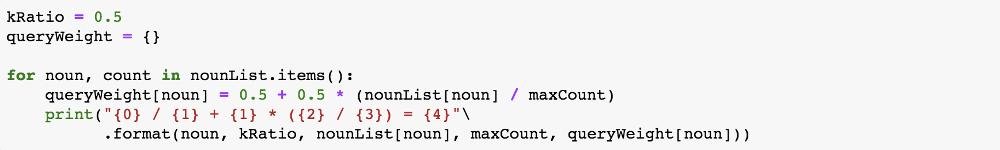 kRatio = 0.5
queryWeight = {}
for noun, count in nounList.items():
    queryWeight[noun] = 0.5 + 0.5 * (nounList[noun] / maxCount)
    print("{0} / {1} + {1} * ({2} / {3}) = {4}"\
          .format(noun, kRatio, nounList[noun], maxCount, queryWeight[noun]))